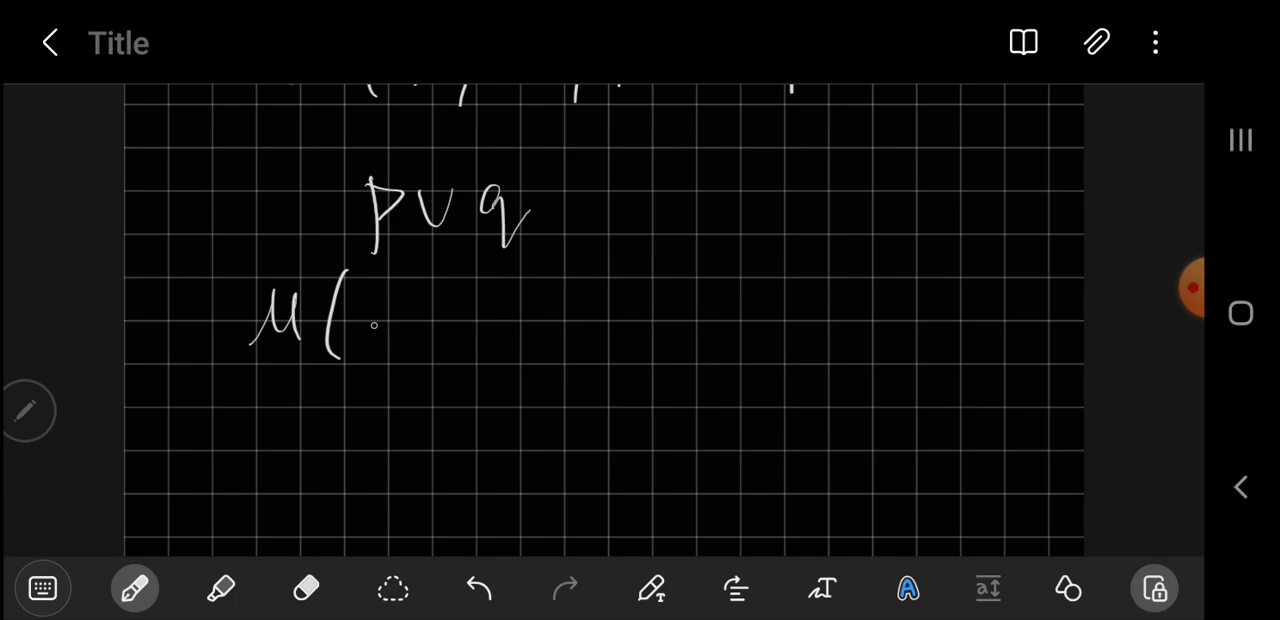 Title
p ∨ q
μ(